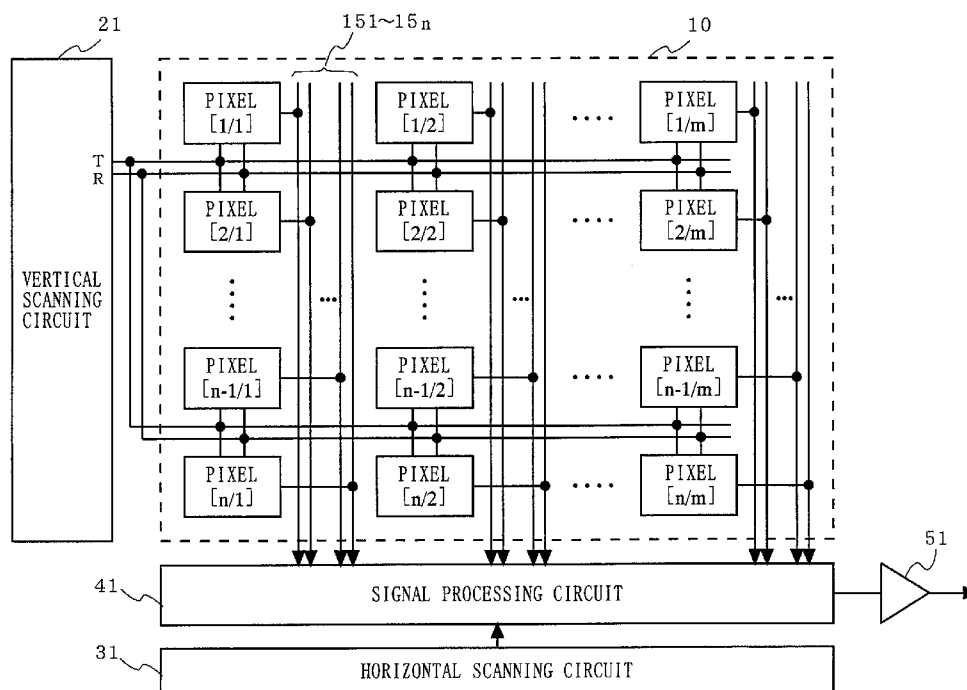 21
151~15n
10
PIXEL [1/1]
PIXEL [1/2]
....
PIXEL [1/m]
T
R
PIXEL [2/1]
PIXEL [2/2]
....
PIXEL [2/m]
VERTICAL
SCANNING
CIRCUIT
...
...
...
PIXEL [n-1/1]
PIXEL [n-1/2]
....
PIXEL [n-1/m]
PIXEL [n/1]
PIXEL [n/2]
....
PIXEL [n/m]
51
41
SIGNAL PROCESSING CIRCUIT
31
HORIZONTAL SCANNING CIRCUIT